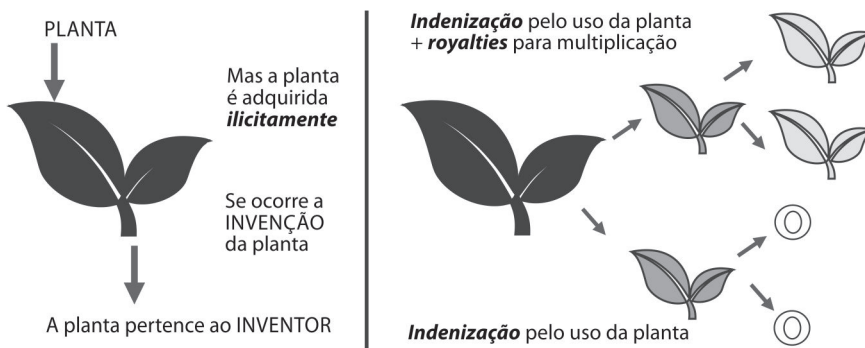 PLANTA
Mas a planta
é adquirida
ilicitamente
Se ocorre a
INVENÇÃO
da planta
A planta pertence ao INVENTOR
Indenização pelo uso da planta
+ royalties para multiplicação
Indenização pelo uso da planta